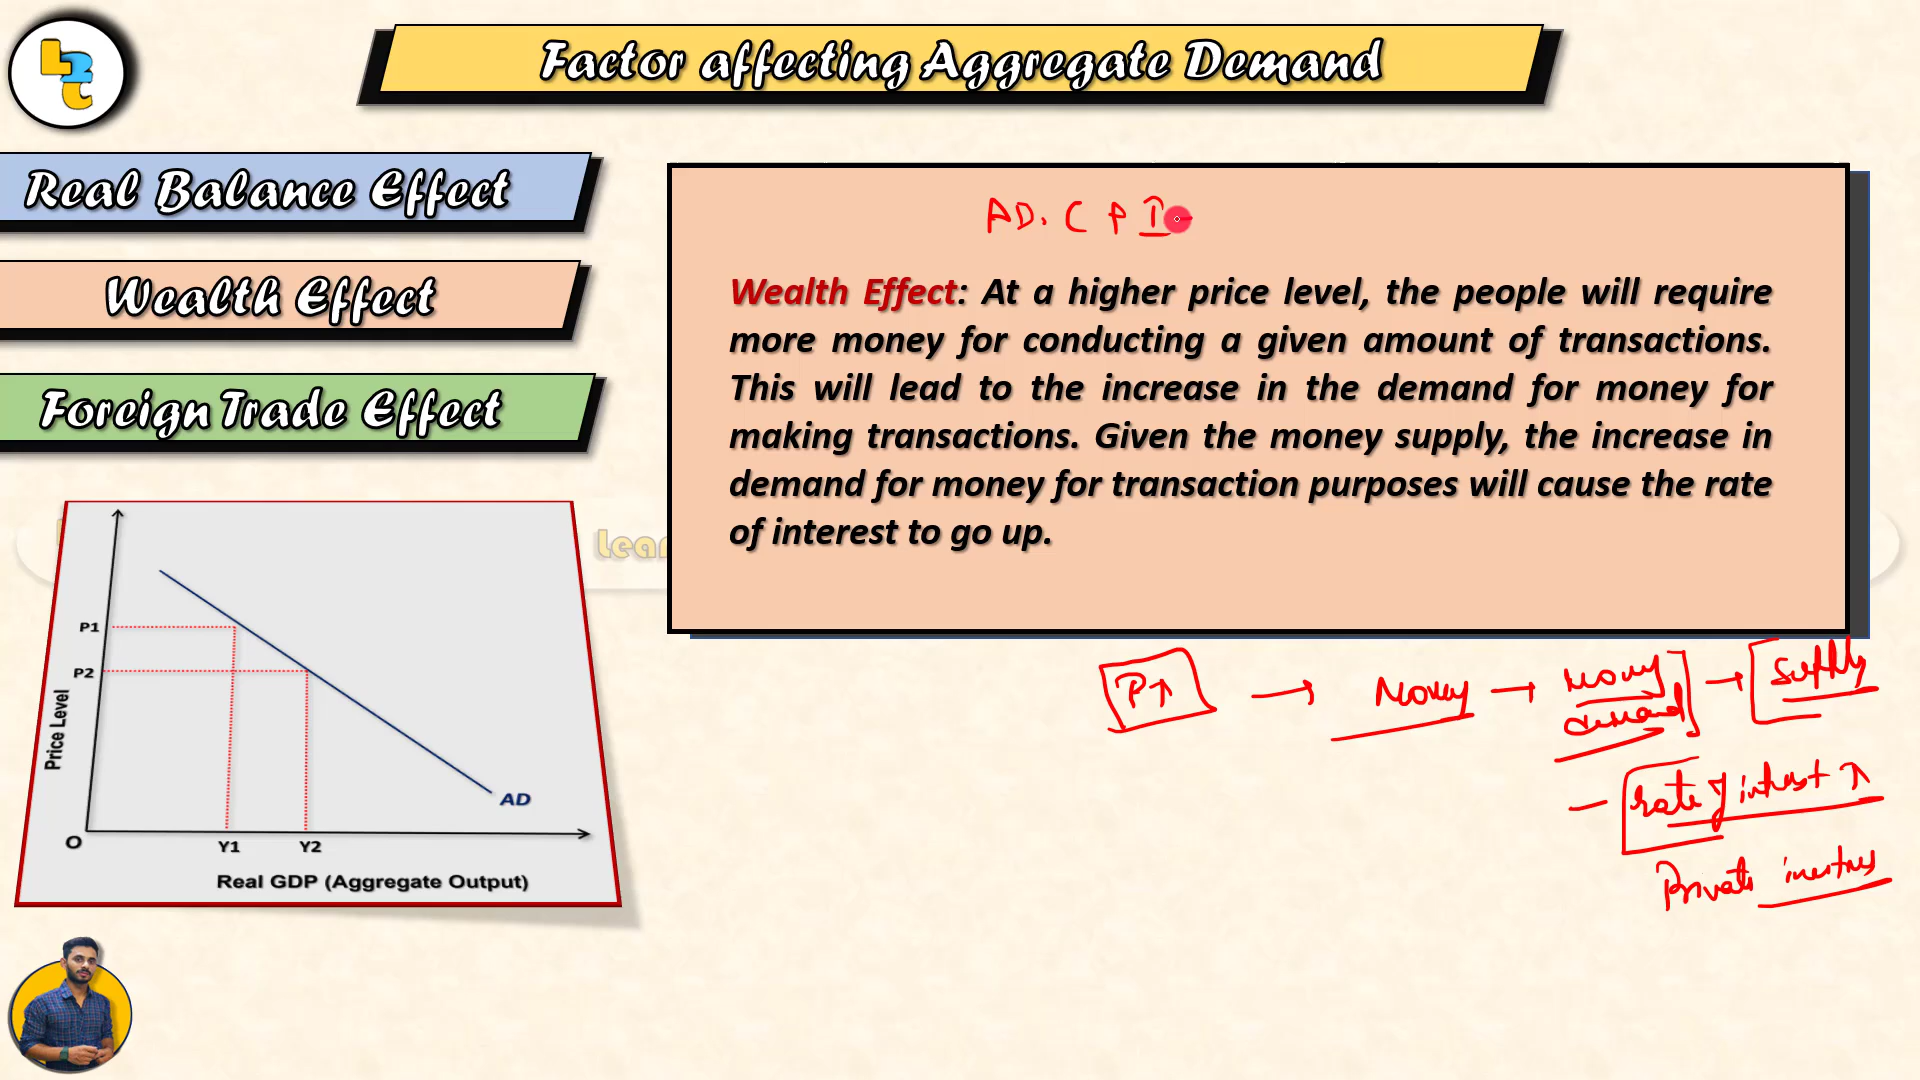 Factor affecting Aggregate Demand
Real Balance Effect
Wealth Effect
Foreign Trade Effect
AD. C P I
Wealth Effect: At a higher price level, the people will require
more money for conducting a given amount of transactions.
This will lead to the increase in the demand for money for
making transactions. Given the money supply, the increase in
demand for money for transaction purposes will cause the rate
of interest to go up.
Lear
P↑ → Money → Money demand → Supply
rate of interest ↑
Private
P1
P2
Price Level
AD
O
Y1 Y2
Real GDP (Aggregate Output)